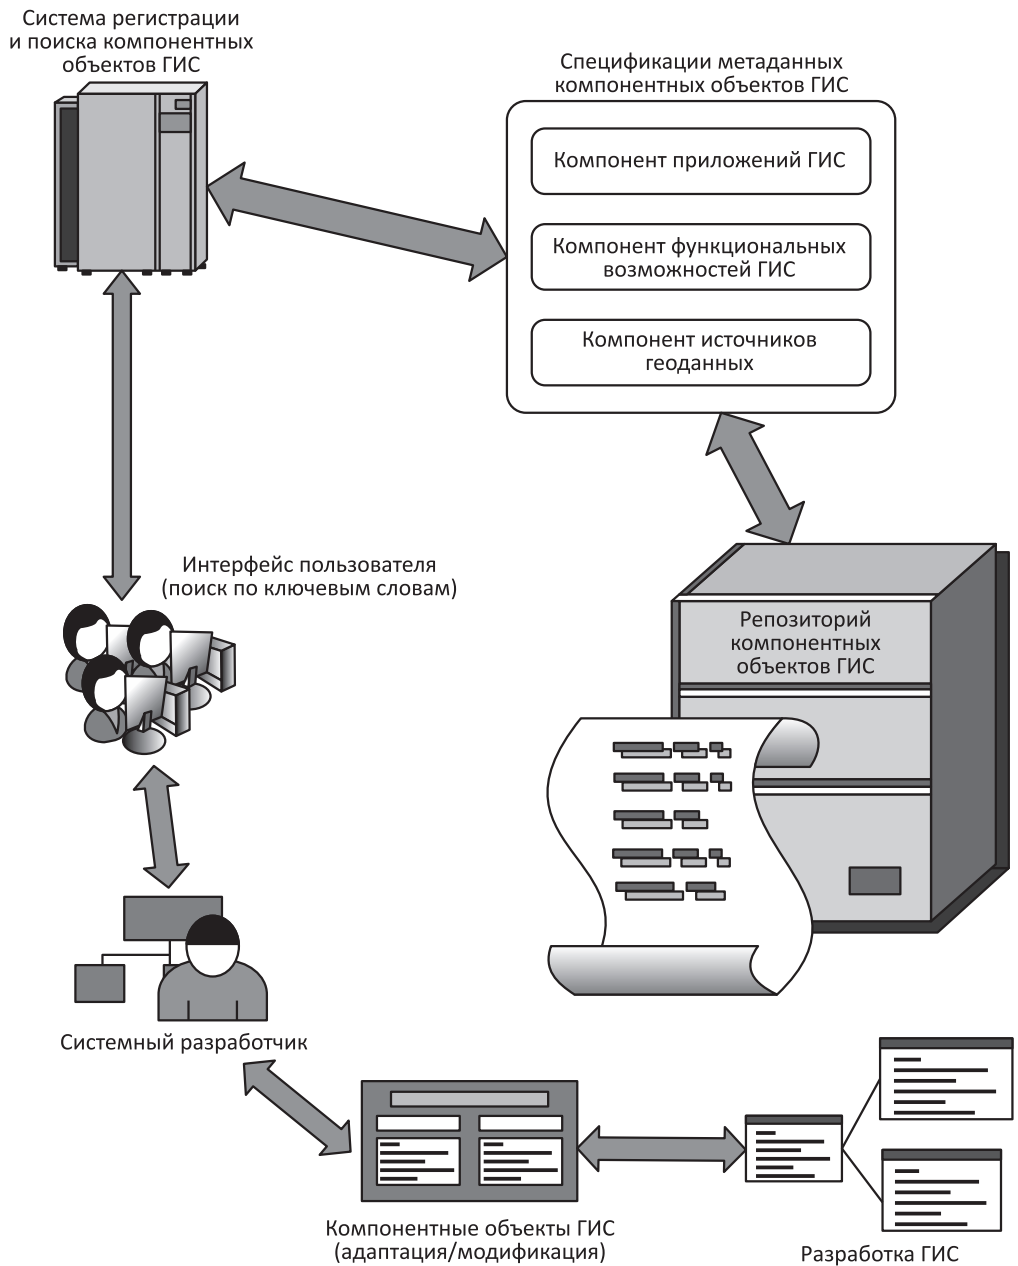 Система регистрации
и поиска компонентных
объектов ГИС
Спецификации метаданных
компонентных объектов ГИС
Компонент приложений ГИС
Компонент функциональных
возможностей ГИС
Компонент источников
геоданных
Интерфейс пользователя
(поиск по ключевым словам)
Репозиторий
компонентных
объектов ГИС
Системный разработчик
Компонентные объекты ГИС
(адаптация/модификация)
Разработка ГИС